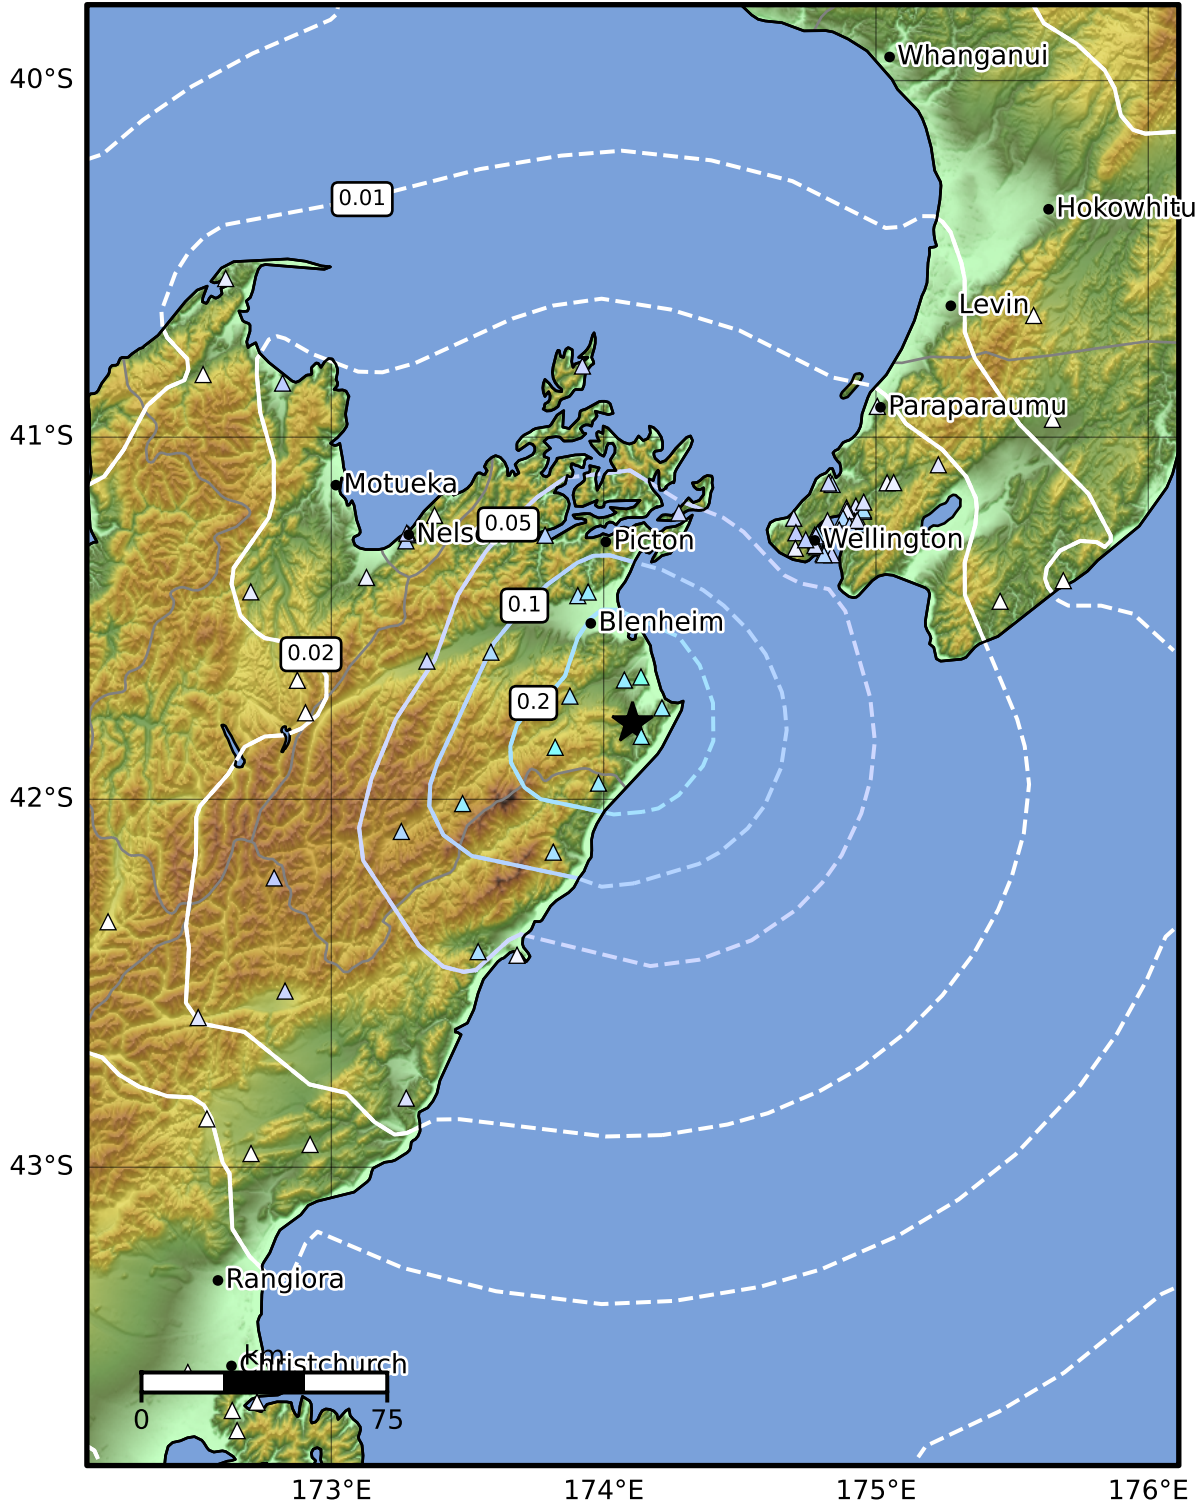 Whanganui
40°S
0.01
Hokowhitu
Levin
Paraparaumu
41°S
Motueka
0.05
Nels
Picton
Wellington
0.1
Blenheim
0.02
0.2
42°S
43°S
Rangiora
km
Christchurch
0
75
173°E
174°E
175°E
176°E